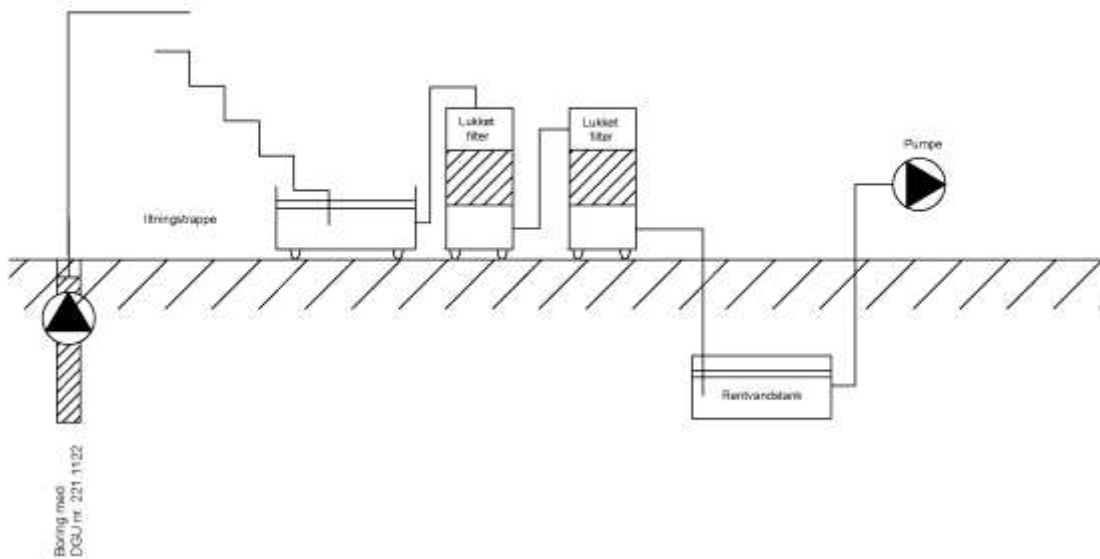 Lukket
filter
Lukket
filter
Pumpe
Iltningstrappe
Rentvandstank
Boring med
DGU nr. 221.1122